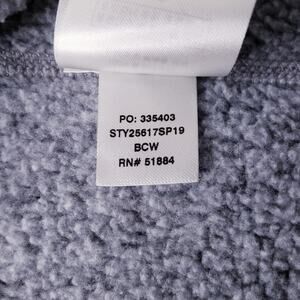 PO: 335403
STY25617SP19
BCW
RN# 51884